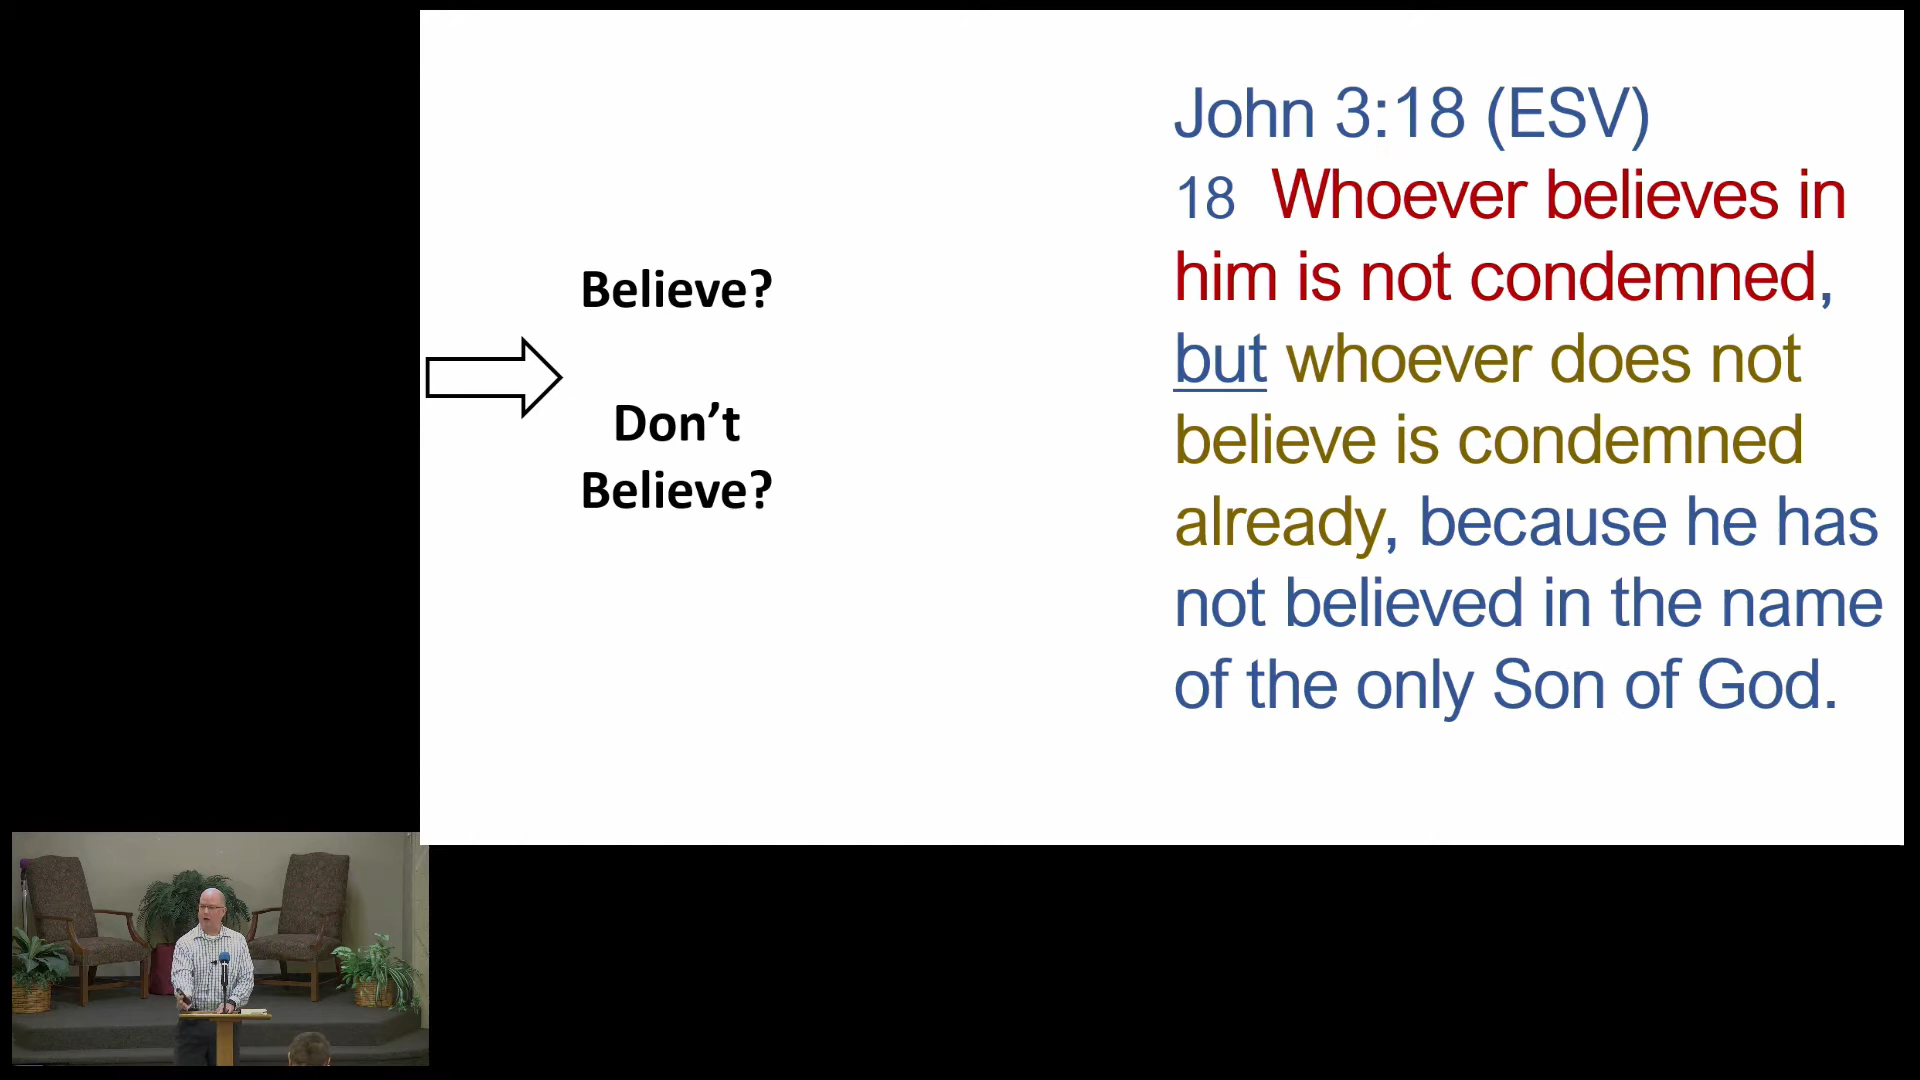 Believe?
Don’t
Believe?
John 3:18 (ESV)
18 Whoever believes in
him is not condemned,
but whoever does not
believe is condemned
already, because he has
not believed in the name
of the only Son of God.